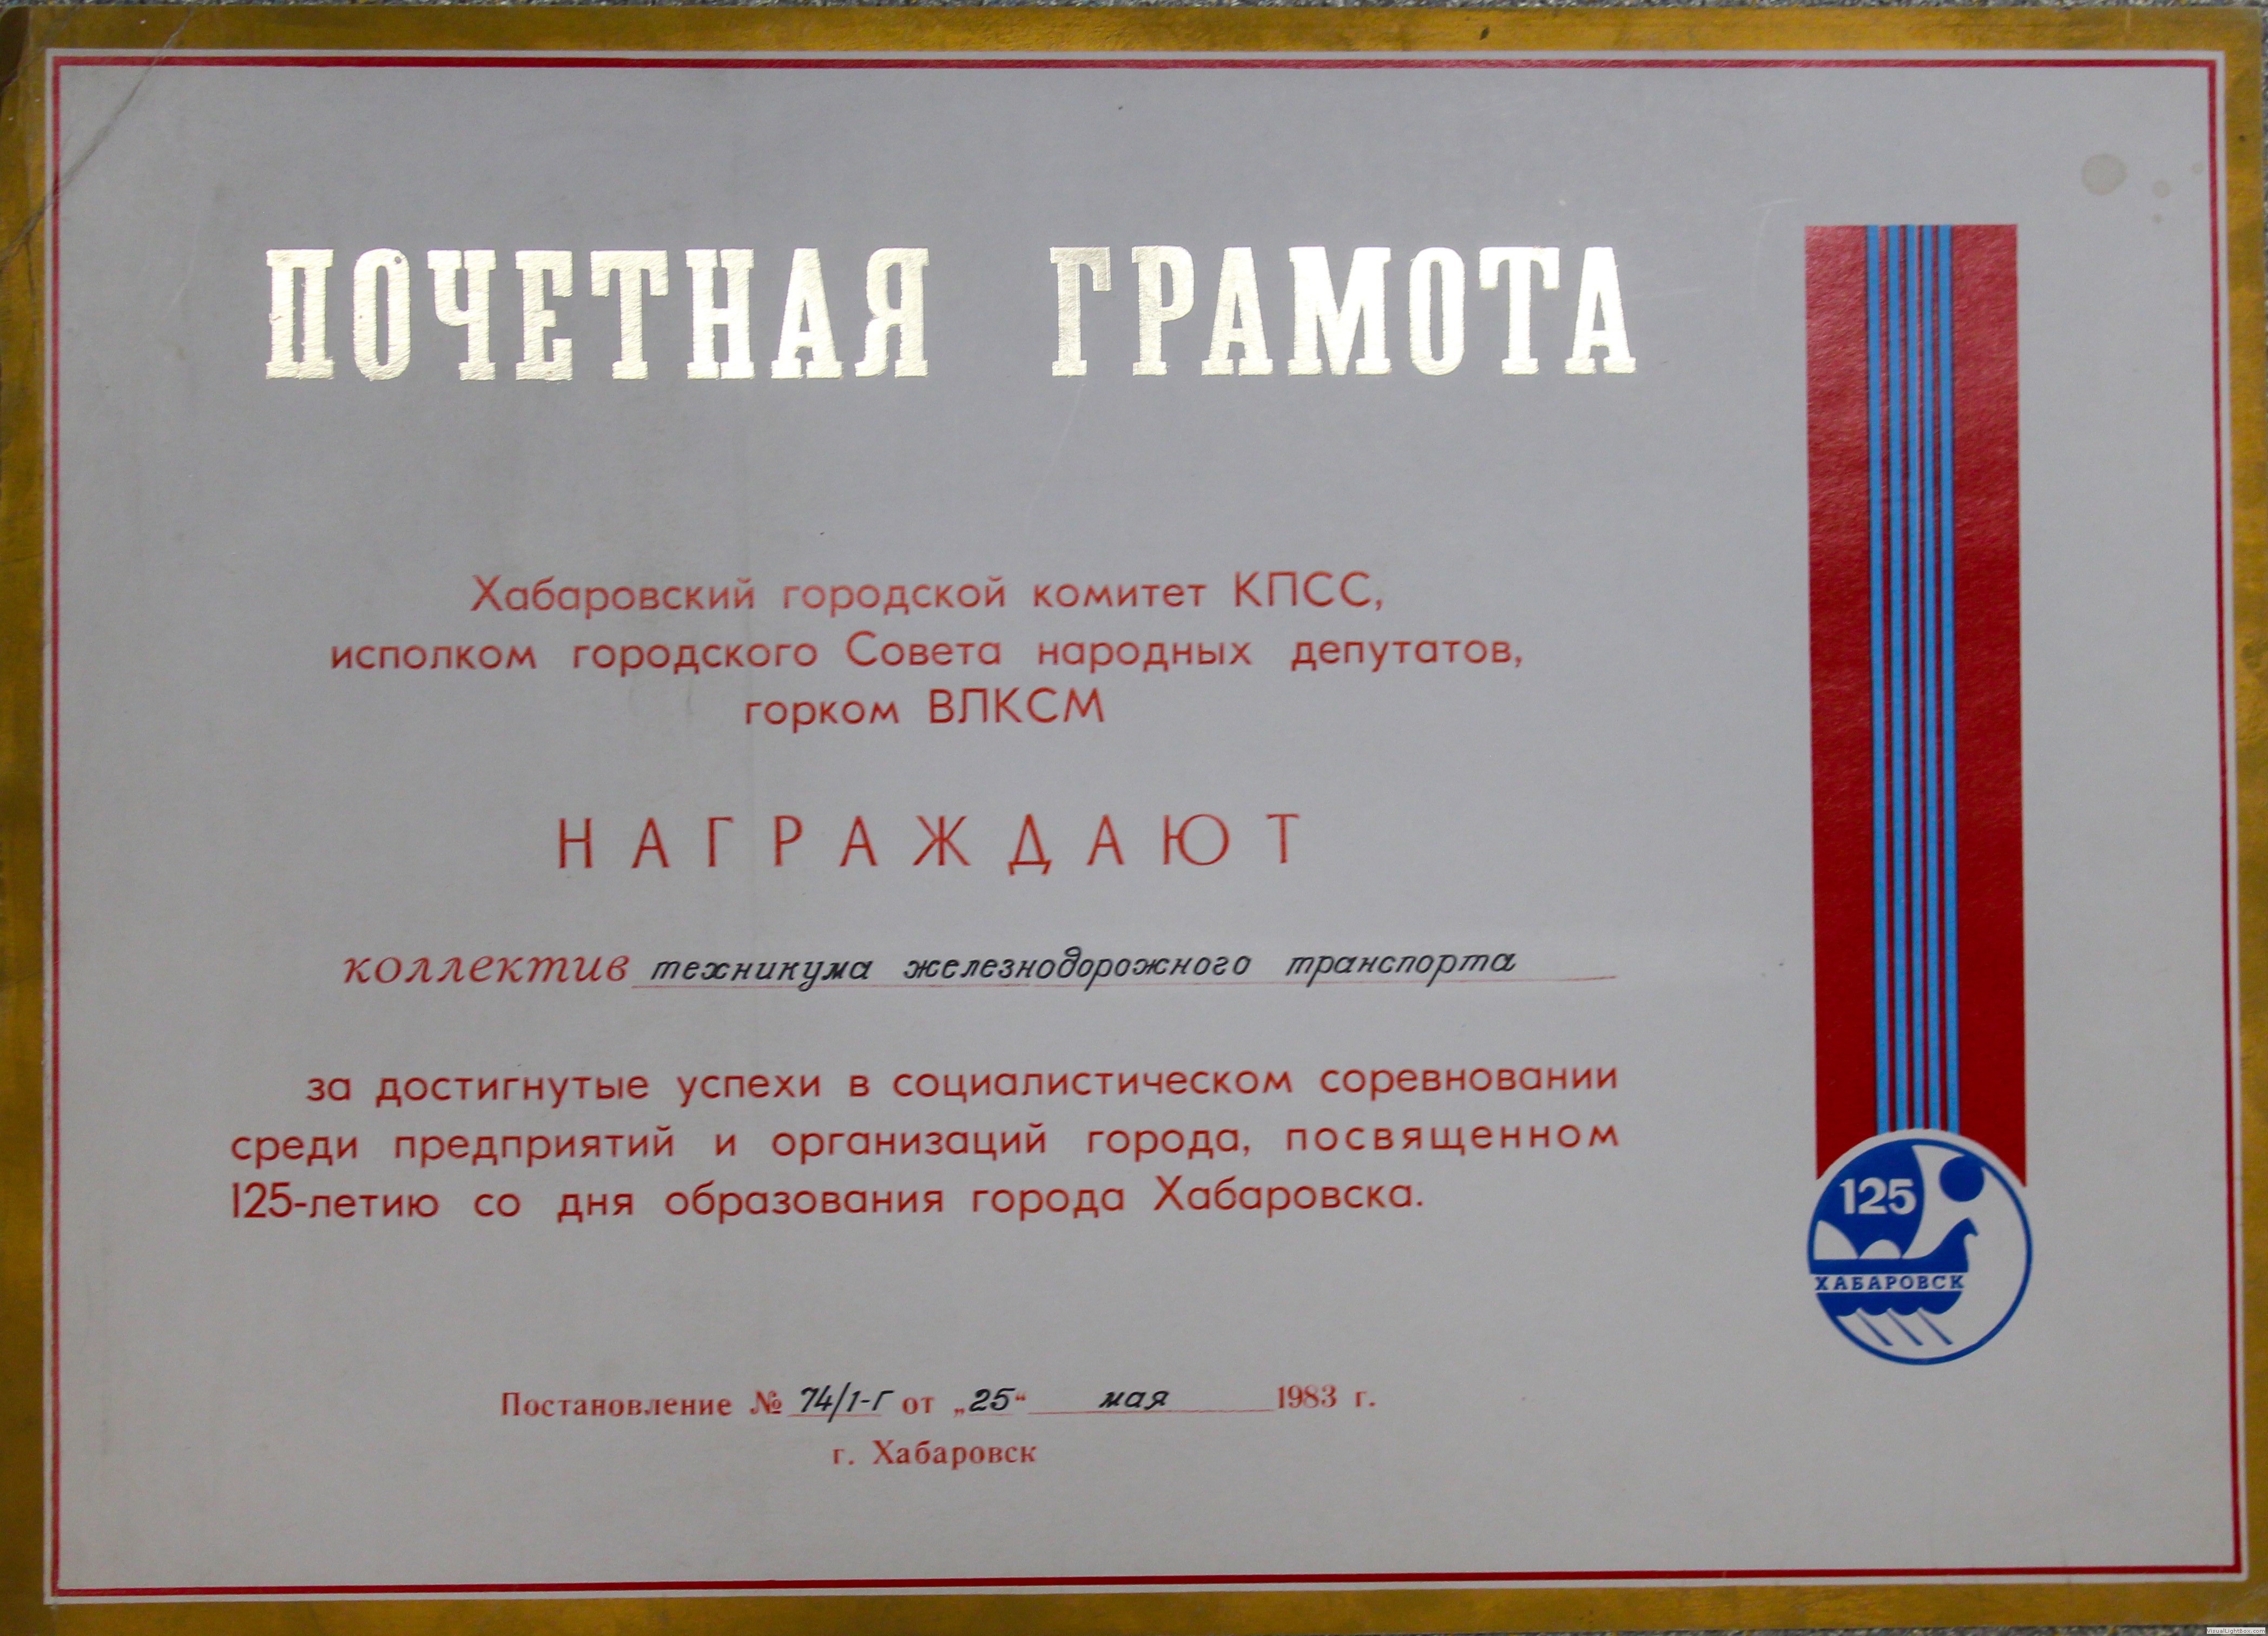 ПОЧЕТНАЯ ГРАМОТА
Хабаровский городской комитет КПСС,
исполком городского Совета народных депутатов,
горком ВЛКСМ
НАГРАЖДАЮТ
коллектив техникума железнодорожного транспорта
за достигнутые успехи в социалистическом соревновании
среди предприятий и организаций города, посвященном
125-летию со дня образования города Хабаровска.
125
ХАБАРОВСК
Постановление № 74/1-Г от „25“ мая 1983 г.
г. Хабаровск
VisualLightbox.com